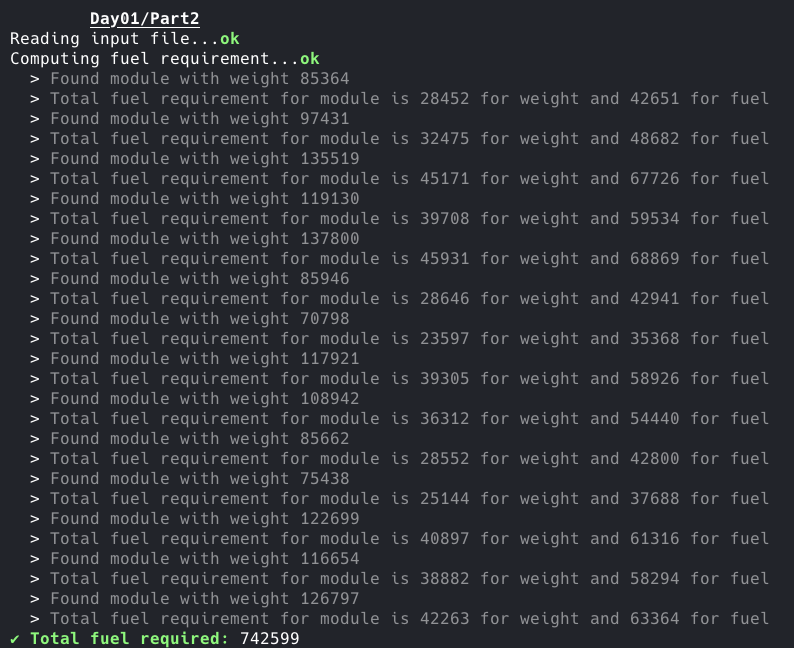 Day01/Part2
Reading input file...ok
Computing fuel requirement...ok
> Found module with weight 85364
> Total fuel requirement for module is 28452 for weight and 42651 for fuel
> Found module with weight 97431
> Total fuel requirement for module is 32475 for weight and 48682 for fuel
> Found module with weight 135519
> Total fuel requirement for module is 45171 for weight and 67726 for fuel
> Found module with weight 119130
> Total fuel requirement for module is 39708 for weight and 59534 for fuel
> Found module with weight 137800
> Total fuel requirement for module is 45931 for weight and 68869 for fuel
> Found module with weight 85946
> Total fuel requirement for module is 28646 for weight and 42941 for fuel
> Found module with weight 70798
> Total fuel requirement for module is 23597 for weight and 35368 for fuel
> Found module with weight 117921
> Total fuel requirement for module is 39305 for weight and 58926 for fuel
> Found module with weight 108942
> Total fuel requirement for module is 36312 for weight and 54440 for fuel
> Found module with weight 85662
> Total fuel requirement for module is 28552 for weight and 42800 for fuel
> Found module with weight 75438
> Total fuel requirement for module is 25144 for weight and 37688 for fuel
> Found module with weight 122699
> Total fuel requirement for module is 40897 for weight and 61316 for fuel
> Found module with weight 116654
> Total fuel requirement for module is 38882 for weight and 58294 for fuel
> Found module with weight 126797
> Total fuel requirement for module is 42263 for weight and 63364 for fuel
✔ Total fuel required: 742599